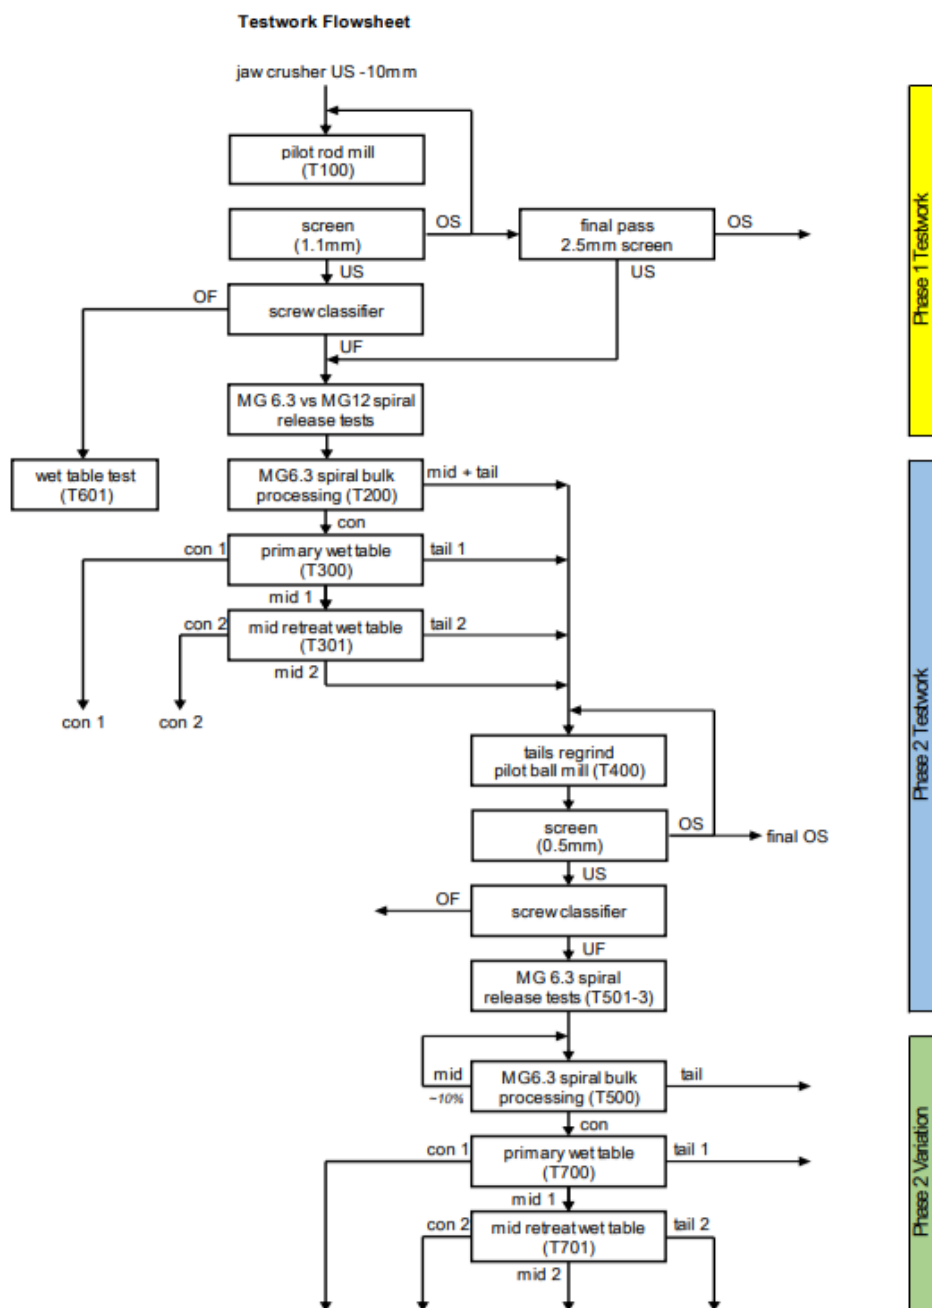 Testwork Flowsheet
jaw crusher US -10mm
pilot rod mill
(T100)
screen
(1.1mm)
OS
final pass
2.5mm screen
OS
US
US
OF
screw classifier
UF
MG 6.3 vs MG12 spiral
release tests
Phase 1 Testwork
wet table test
(T601)
MG6.3 spiral bulk
processing (T200)
mid + tail
con
con 1
primary wet table
(T300)
tail 1
mid 1
con 2
mid retreat wet table
(T301)
tail 2
mid 2
con 1
con 2
tails regrind
pilot ball mill (T400)
screen
(0.5mm)
OS
final OS
US
OF
screw classifier
UF
MG 6.3 spiral
release tests (T501-3)
Phase 2 Testwork
mid
~10%
MG6.3 spiral bulk
processing (T500)
tail
con
con 1
primary wet table
(T700)
tail 1
mid 1
con 2
mid retreat wet table
(T701)
tail 2
mid 2
Phase 2 Variation